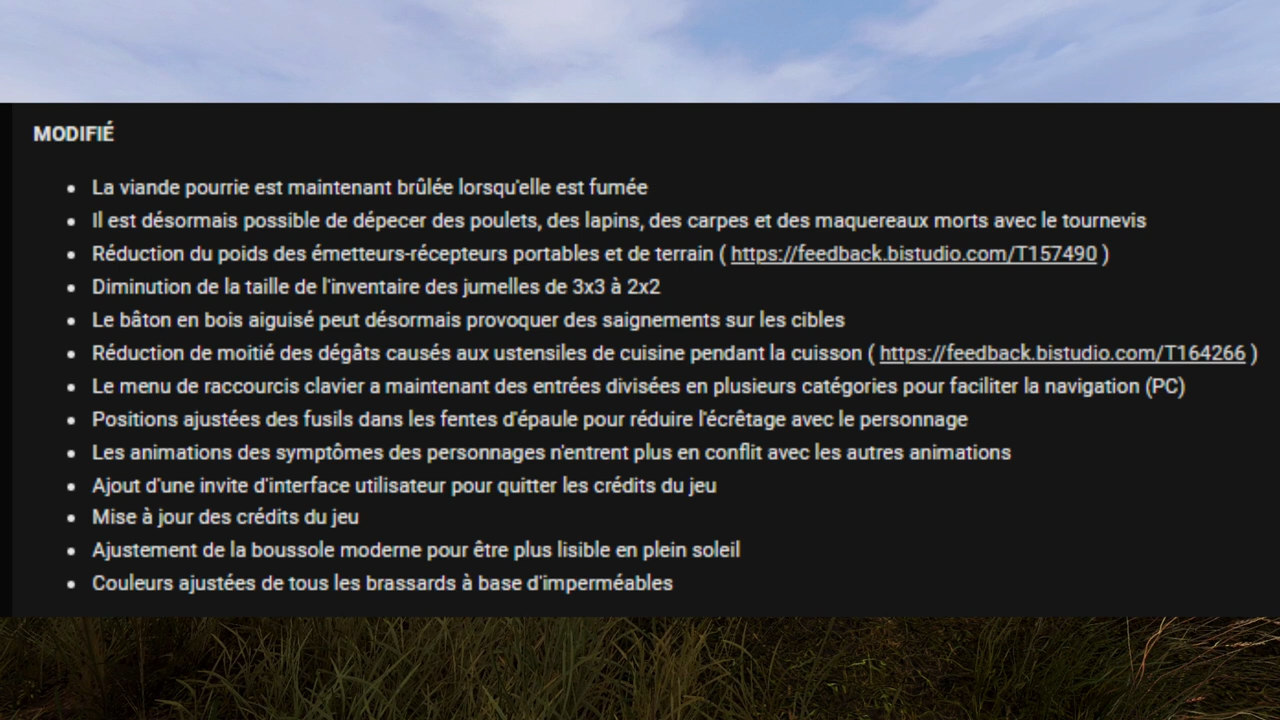 MODIFIÉ
La viande pourrie est maintenant brûlée lorsqu'elle est fumée
Il est désormais possible de dépecer des poulets, des lapins, des carpes et des maquereaux morts avec le tournevis
Réduction du poids des émetteurs-récepteurs portables et de terrain ( https://feedback.bistudio.com/T157490 )
Diminution de la taille de l'inventaire des jumelles de 3x3 à 2x2
Le bâton en bois aiguisé peut désormais provoquer des saignements sur les cibles
Réduction de moitié des dégâts causés aux ustensiles de cuisine pendant la cuisson ( https://feedback.bistudio.com/T164266 )
Le menu de raccourcis clavier a maintenant des entrées divisées en plusieurs catégories pour faciliter la navigation (PC)
Positions ajustées des fusils dans les fentes d'épaule pour réduire l'écrêtage avec le personnage
Les animations des symptômes des personnages n'entrent plus en conflit avec les autres animations
Ajout d'une invite d'interface utilisateur pour quitter les crédits du jeu
Mise à jour des crédits du jeu
Ajustement de la boussole moderne pour être plus lisible en plein soleil
Couleurs ajustées de tous les brassards à base d'imperméables